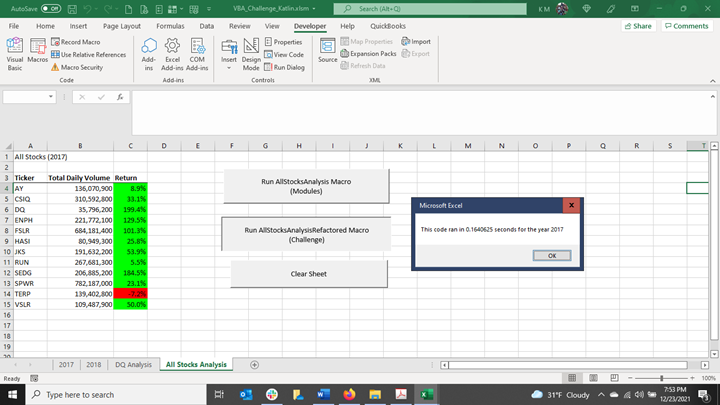 AutoSave Off VBA_Challenge_Katlin.xlsm Search (Alt+Q) K M
File Home Insert Page Layout Formulas Data Review View Developer Help QuickBooks Share Comments
Visual Basic Macros Record Macro Use Relative References Macro Security
Add-ins Excel Add-ins COM Add-ins
Insert Design Mode Properties View Code Run Dialog
Source Map Properties Expansion Packs Refresh Data Import Export
Code Add-ins Controls XML
fx
A B C D E F G H I J K L M N O P Q R S T
1 All Stocks (2017)
2
3 Ticker Total Daily Volume Return
4 AY 136,070,900 8.9%
5 CSIQ 310,592,800 33.1%
6 DQ 35,796,200 199.4%
7 ENPH 221,772,100 129.5%
8 FSLR 684,181,400 101.3%
9 HASI 80,949,300 25.8%
10 JKS 191,632,200 53.9%
11 RUN 267,681,300 5.5%
12 SEDG 206,885,200 184.5%
13 SPWR 782,187,000 23.1%
14 TERP 139,402,800 -7.2%
15 VSLR 109,487,900 50.0%
16
17
18
19
20
Run AllStocksAnalysis Macro
(Modules)
Run AllStocksAnalysisRefactored Macro
(Challenge)
Clear Sheet
Microsoft Excel x
This code ran in 0.1640625 seconds for the year 2017
OK
2017 2018 DQ Analysis All Stocks Analysis
Ready 100%
Type here to search 31°F Cloudy 7:53 PM
12/23/2021